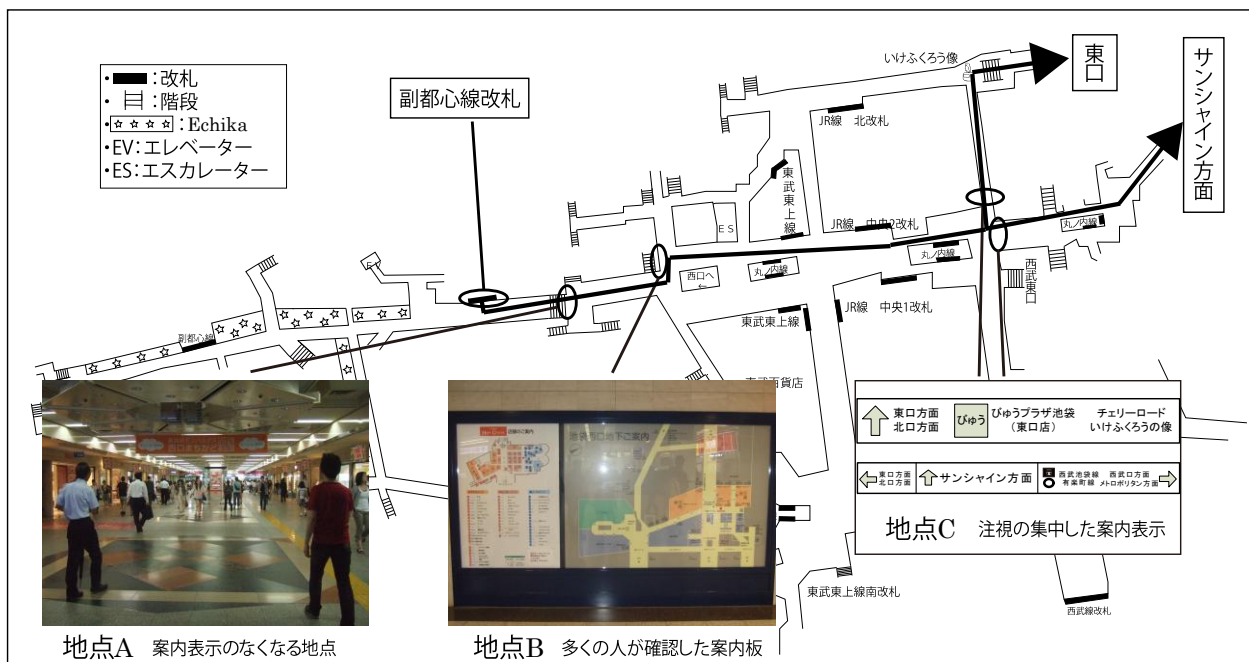 ・改札
・階段
・:Echika
・EV:エレベーター
・ES:エスカレーター
副都心線改札
いけふくろう像
東口
サンシャイン方面
JR線 北改札
東武東上線
ES
JR線 中央2改札
丸ノ内線
丸ノ内線
西口へ
←
丸ノ内線
西武東口
JR線 中央1改札
東武東上線
副都心線
東武百貨店
池袋西口地下ご案内
東口方面
北口方面
びゅう
びゅうプラザ池袋
(東口店)
チェリーロード
いけふくろうの像
東口方面
北口方面
サンシャイン方面
西武池袋線
有楽町線
西武口方面
メトロポリタン方面
地点C 注視の集中した案内表示
東武東上線南改札
西武線改札
地点A 案内表示のなくなる地点
地点B 多くの人が確認した案内板